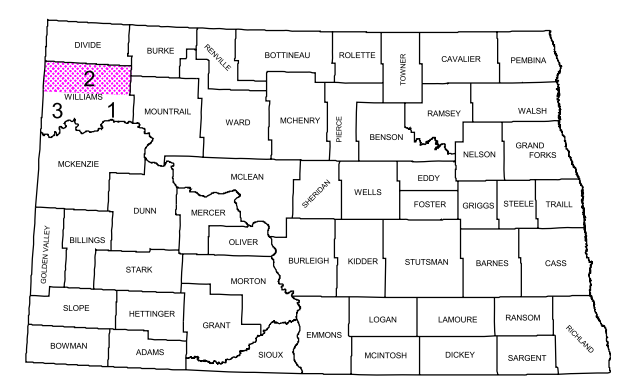 DIVIDE
BURKE
RENVILLE
BOTTINEAU
ROLETTE
TOWNER
CAVALIER
PEMBINA
2
WILLIAMS
3
1
MOUNTRAIL
WARD
MCHENRY
PIERCE
BENSON
RAMSEY
WALSH
NELSON
GRAND
FORKS
MCKENZIE
MCLEAN
SHERIDAN
WELLS
EDDY
FOSTER
GRIGGS
STEELE
TRAILL
DUNN
MERCER
OLIVER
GOLDEN VALLEY
BILLINGS
STARK
MORTON
BURLEIGH
KIDDER
STUTSMAN
BARNES
CASS
SLOPE
HETTINGER
GRANT
EMMONS
LOGAN
LAMOURE
RANSOM
RICHLAND
BOWMAN
ADAMS
SIOUX
MCINTOSH
DICKEY
SARGENT